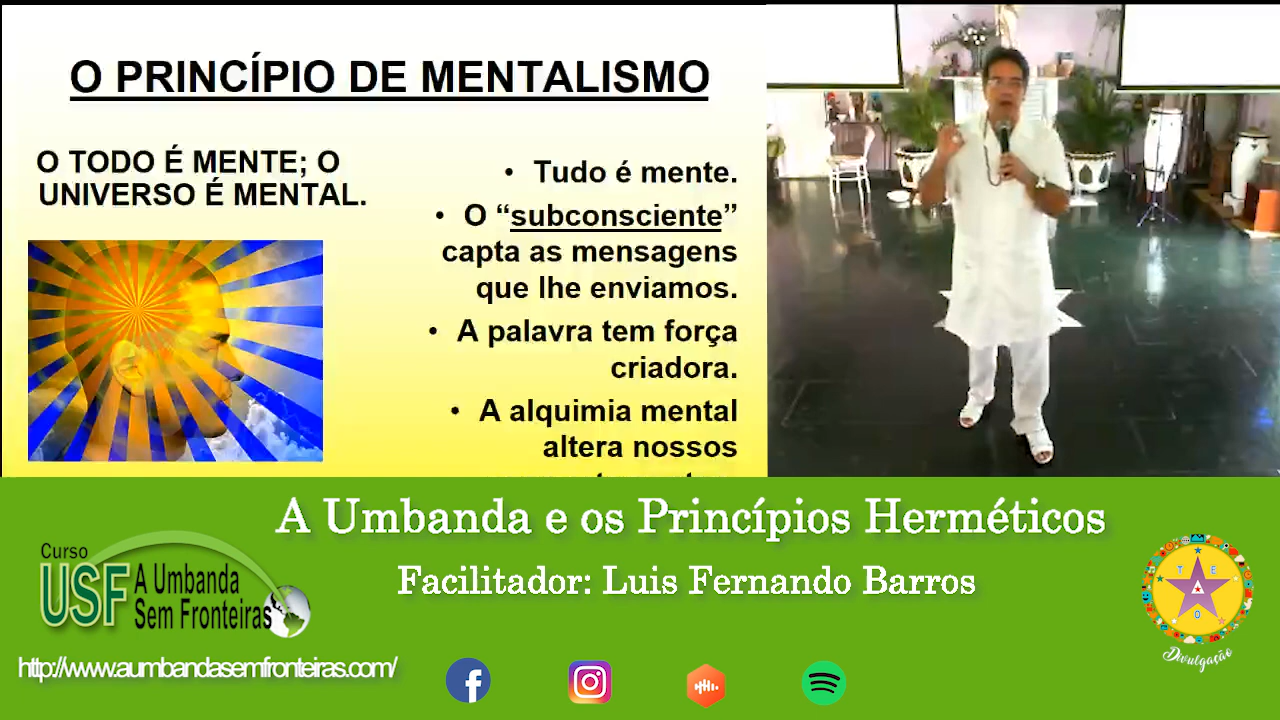 O PRINCÍPIO DE MENTALISMO
O TODO É MENTE; O
UNIVERSO É MENTAL.
• Tudo é mente.
• O “subconsciente”
capta as mensagens
que lhe enviamos.
• A palavra tem força
criadora.
• A alquimia mental
altera nossos
A Umbanda e os Princípios Herméticos
Facilitador: Luis Fernando Barros
Curso
USF A Umbanda
Sem Fronteiras
http://www.aumbandasemfronteiras.com/
T E
A
O
Divulgação